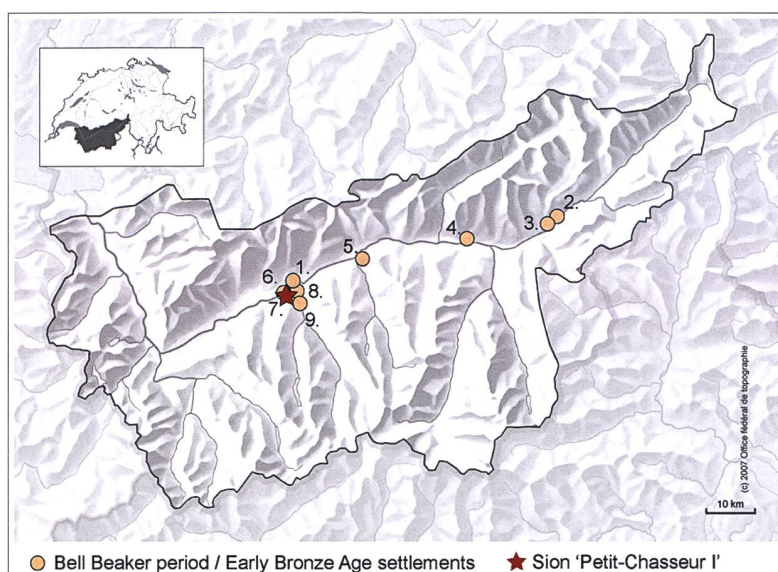 2.
3.
4.
5.
1.
6.
8.
7.
9.
(c) 2007 Office fédéral de topographie
10 km
Bell Beaker period / Early Bronze Age settlements
Sion 'Petit-Chasseur I'